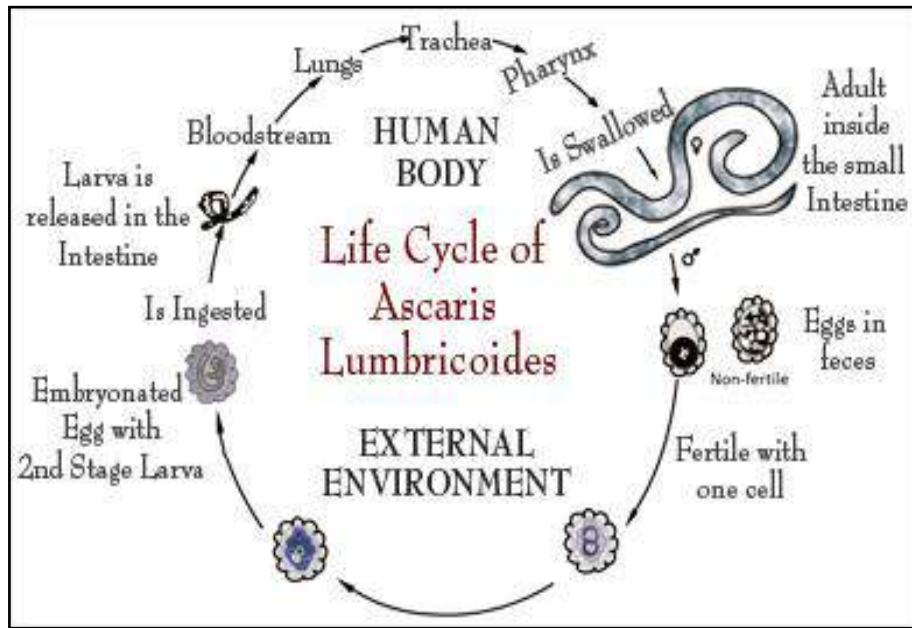 Trachea
Lungs
Pharynx
Bloodstream
Is Swallowed
♀
Adult
inside
the small
Intestine
HUMAN
BODY
Larva is
released in the
Intestine
Life Cycle of
Ascaris
Lumbricoides
♂
Is Ingested
Eggs in
feces
Non-fertile
Embryonated
Egg with
2nd Stage Larva
EXTERNAL
ENVIRONMENT
Fertile with
one cell